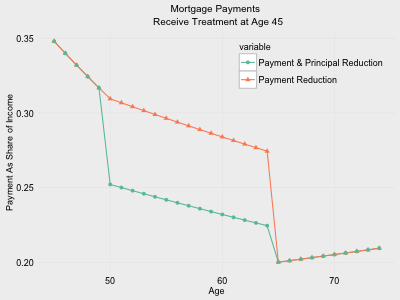 Mortgage Payments
Receive Treatment at Age 45
variable
Payment & Principal Reduction
Payment Reduction
Payment As Share of Income
0.35
0.30
0.25
0.20
50
60
70
Age